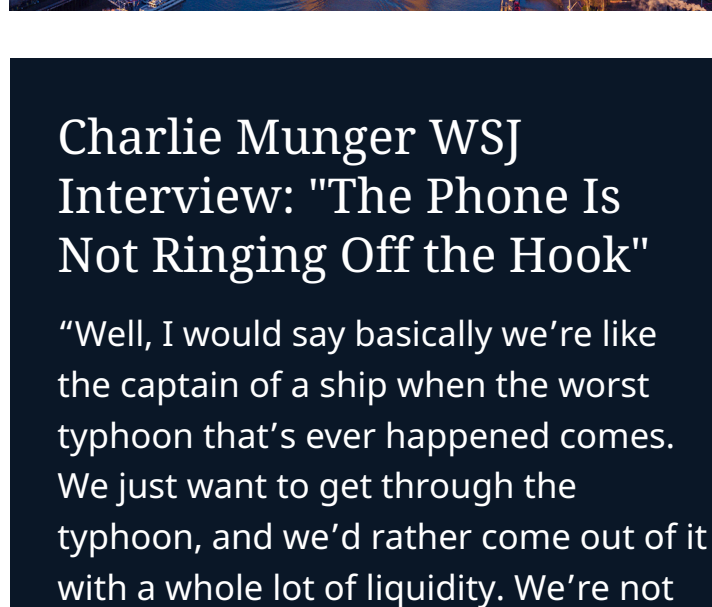 Charlie Munger WSJ
Interview: "The Phone Is
Not Ringing Off the Hook"
“Well, I would say basically we’re like
the captain of a ship when the worst
typhoon that’s ever happened comes.
We just want to get through the
typhoon, and we’d rather come out of it
with a whole lot of liquidity. We’re not